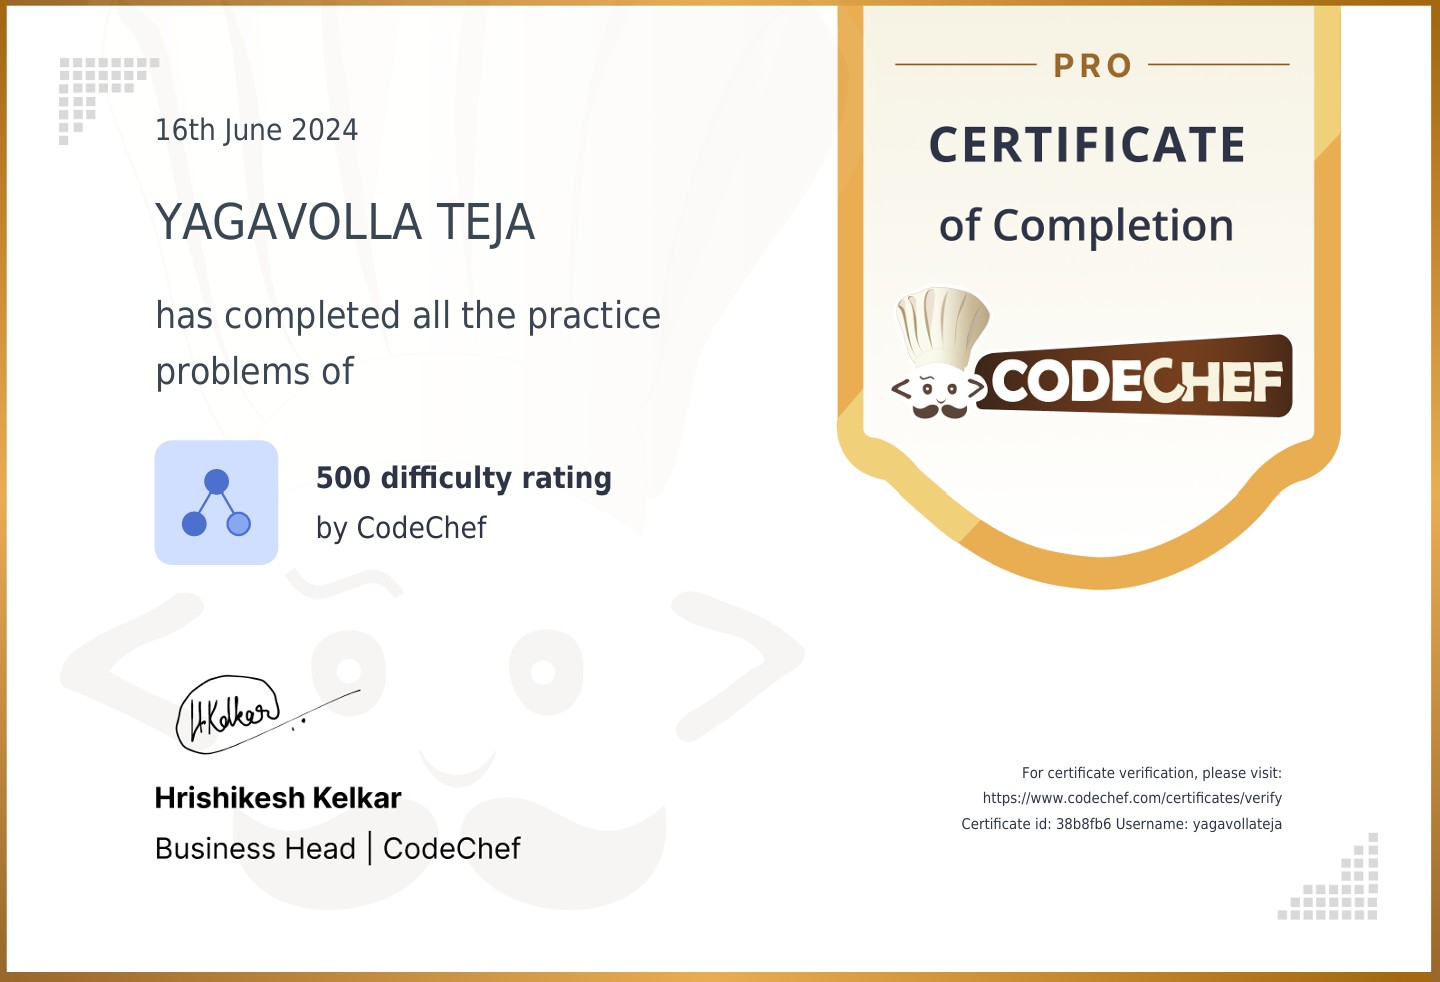 16th June 2024
YAGAVOLLA TEJA
has completed all the practice
problems of
500 difficulty rating
by CodeChef
H.Kelkar
Hrishikesh Kelkar
Business Head | CodeChef
PRO
CERTIFICATE
of Completion
CODECHEF
For certificate verification, please visit:
https://www.codechef.com/certificates/verify
Certificate id: 38b8fb6 Username: yagavollateja